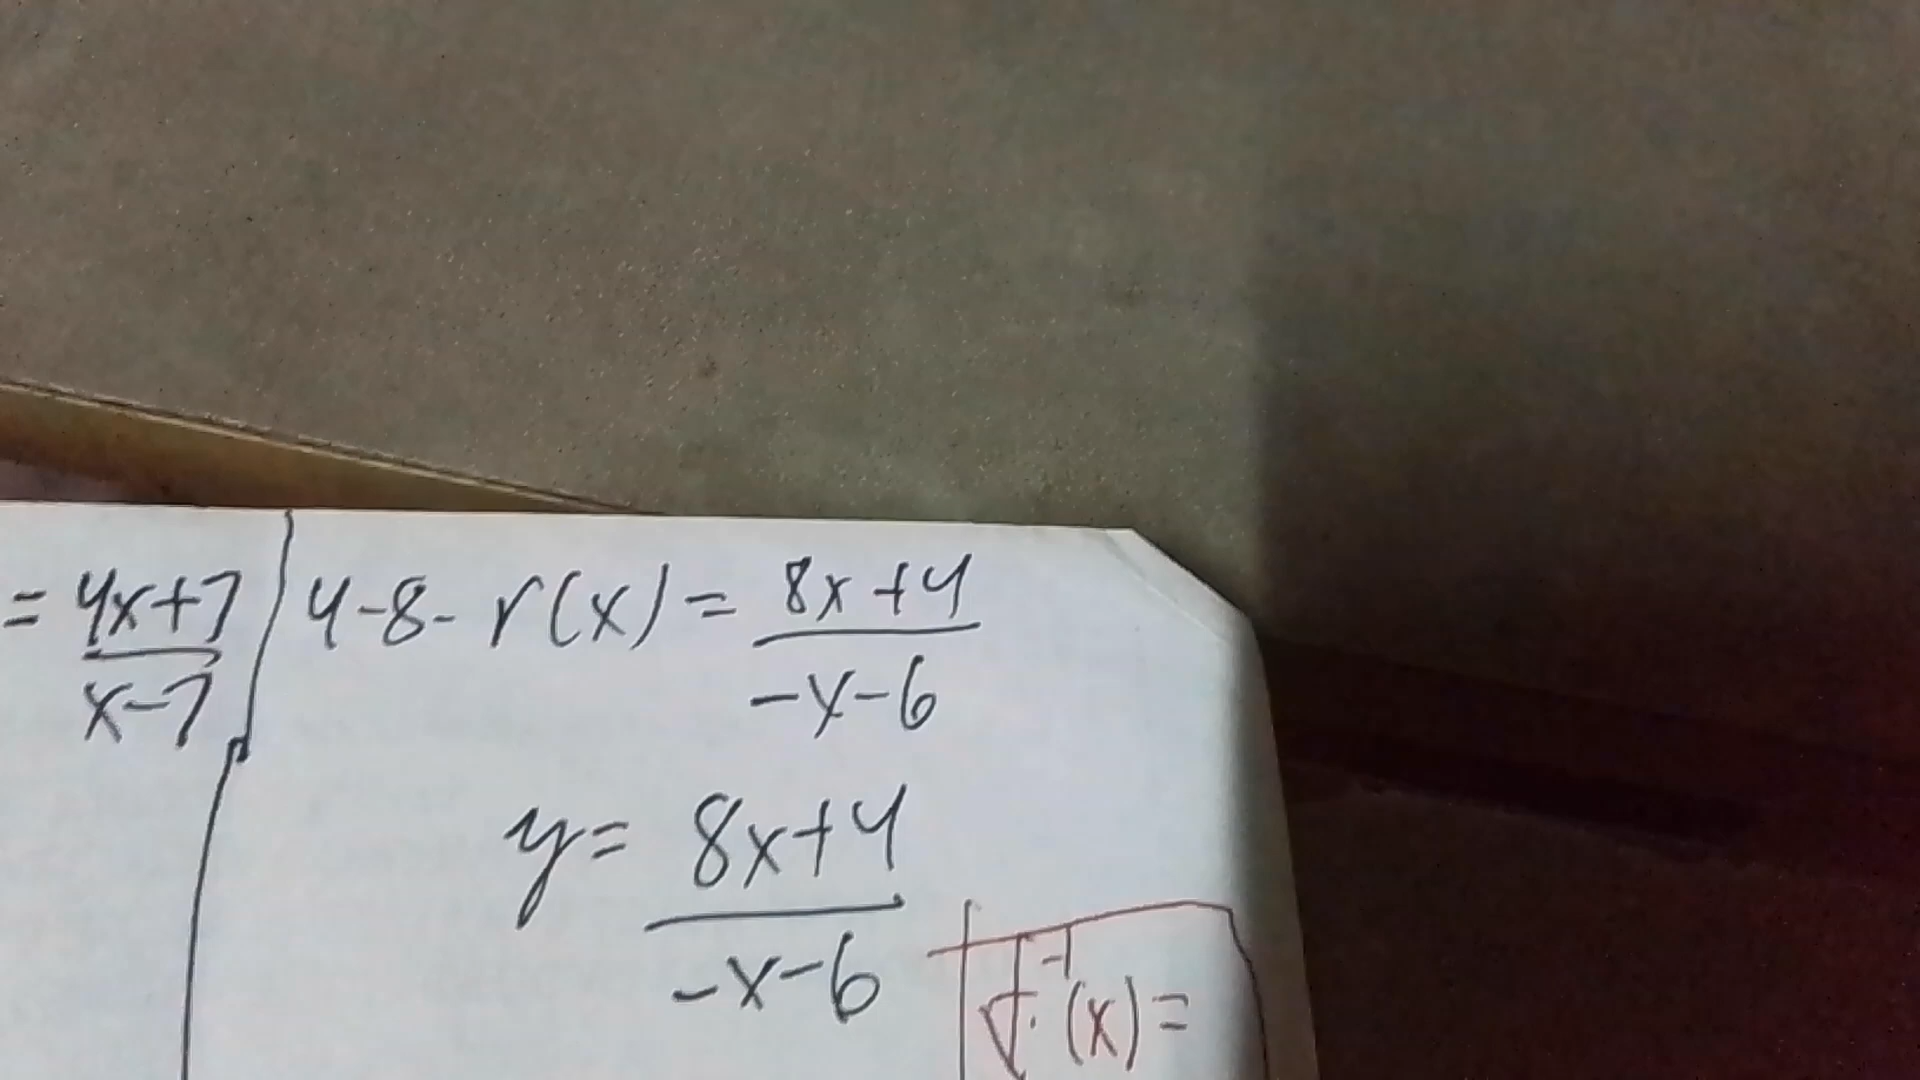 = 4x+7 / x-7
4-8- r(x) = 8x+4 / -x-6
y = 8x+4 / -x-6
-1 (x) =